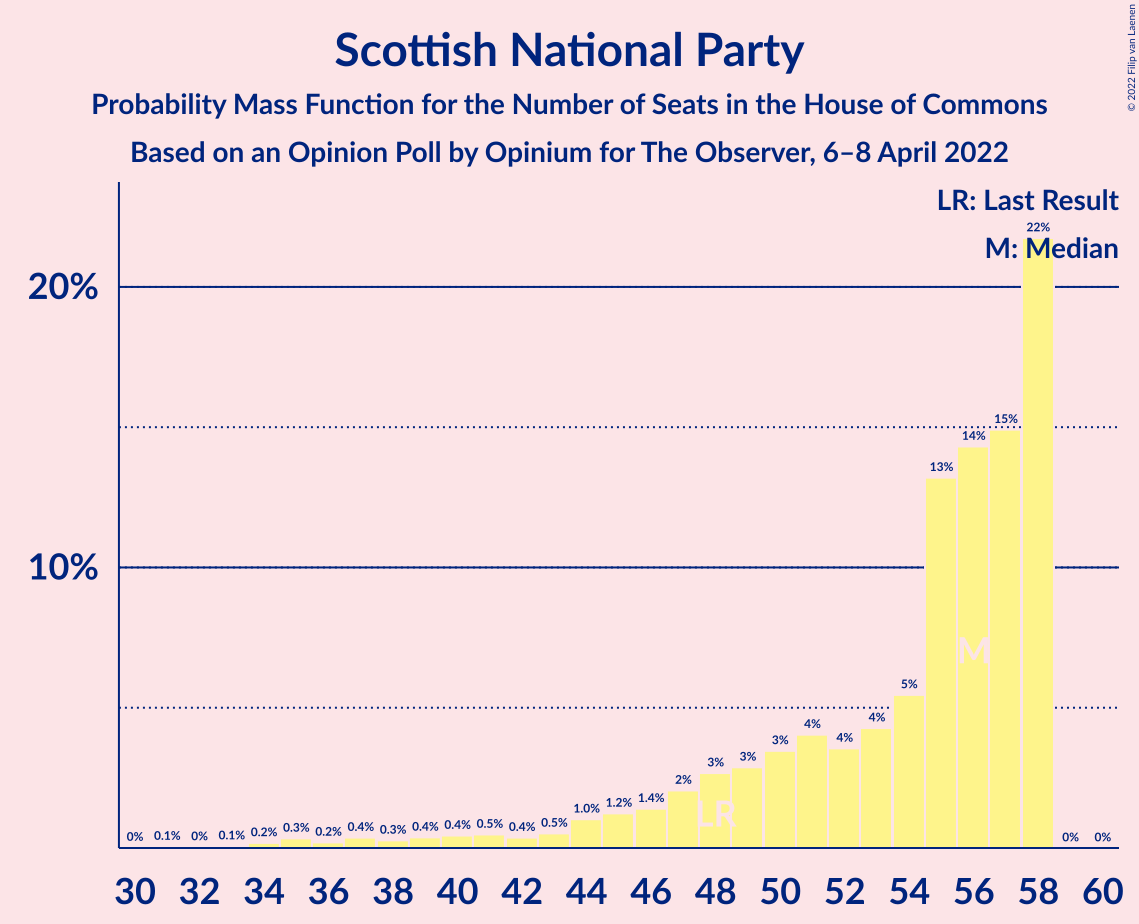 Scottish National Party
Probability Mass Function for the Number of Seats in the House of Commons
Based on an Opinion Poll by Opinium for The Observer, 6–8 April 2022
© 2022 Filip van Laenen
LR: Last Result
M: Median
20%
10%
0% 0.1% 0% 0.1% 0.2% 0.3% 0.2% 0.4% 0.3% 0.4% 0.4% 0.5% 0.4% 0.5% 1.0% 1.2% 1.4% 2% 3% 3% 3% 4% 4% 4% 5% 13% 14% 15% 22% 0% 0%
LR
M
30 32 34 36 38 40 42 44 46 48 50 52 54 56 58 60